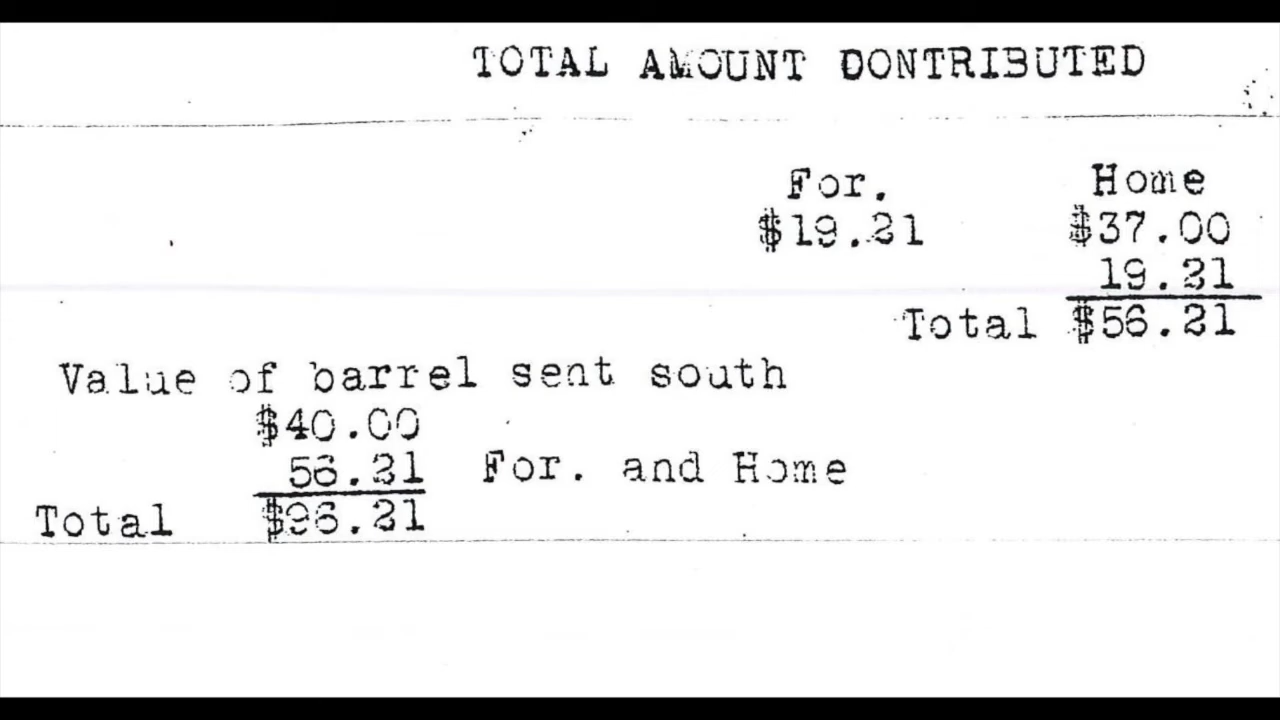 TOTAL AMOUNT DONTRIBUTED
For. Home
$19.21 $37.00
19.21
Total $56.21
Value of barrel sent south
$40.00
56.21 For. and Home
Total $96.21